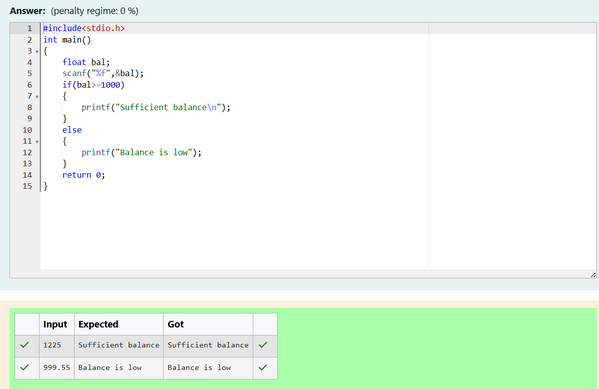 Answer: (penalty regime: 0 %)
1 #include<stdio.h>
2 int main()
3 {
4     float bal;
5     scanf("%f",&bal);
6     if(bal>=1000)
7     {
8         printf("Sufficient balance\n");
9     }
10     else
11     {
12         printf("Balance is low");
13     }
14     return 0;
15 }
Input Expected Got
1225 Sufficient balance Sufficient balance
999.55 Balance is low Balance is low